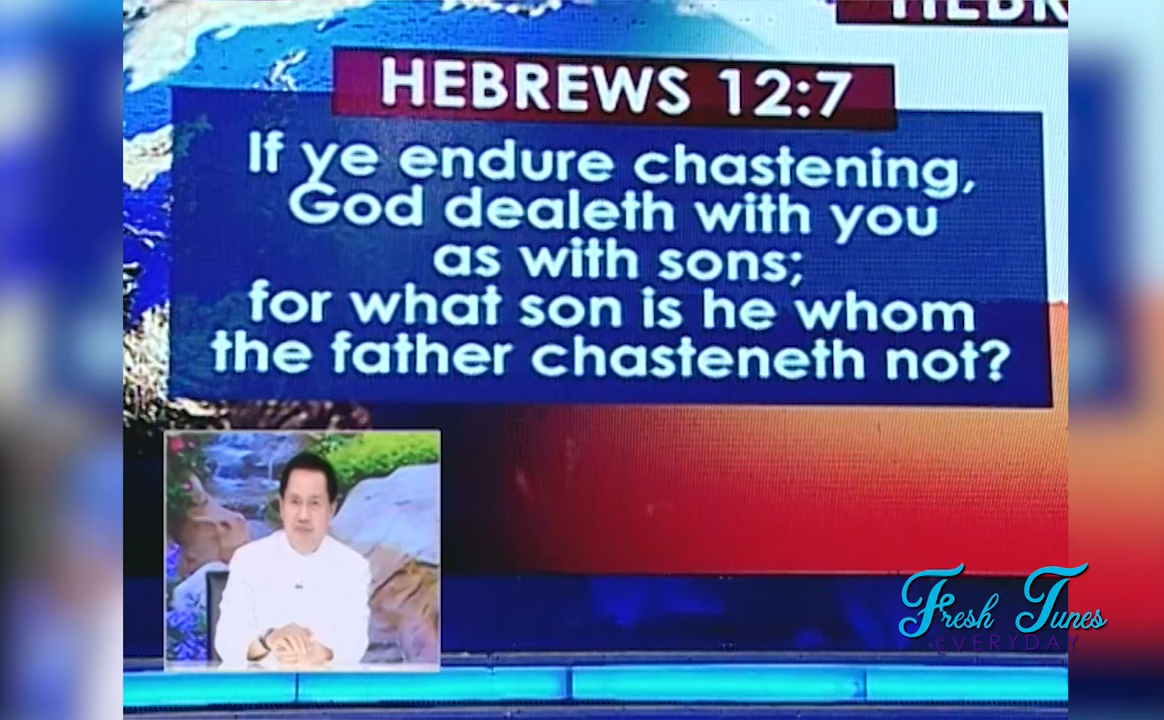 HEBR
HEBREWS 12:7
If ye endure chastening,
God dealeth with you
as with sons;
for what son is he whom
the father chasteneth not?
Fresh Tunes
EVERYDAY